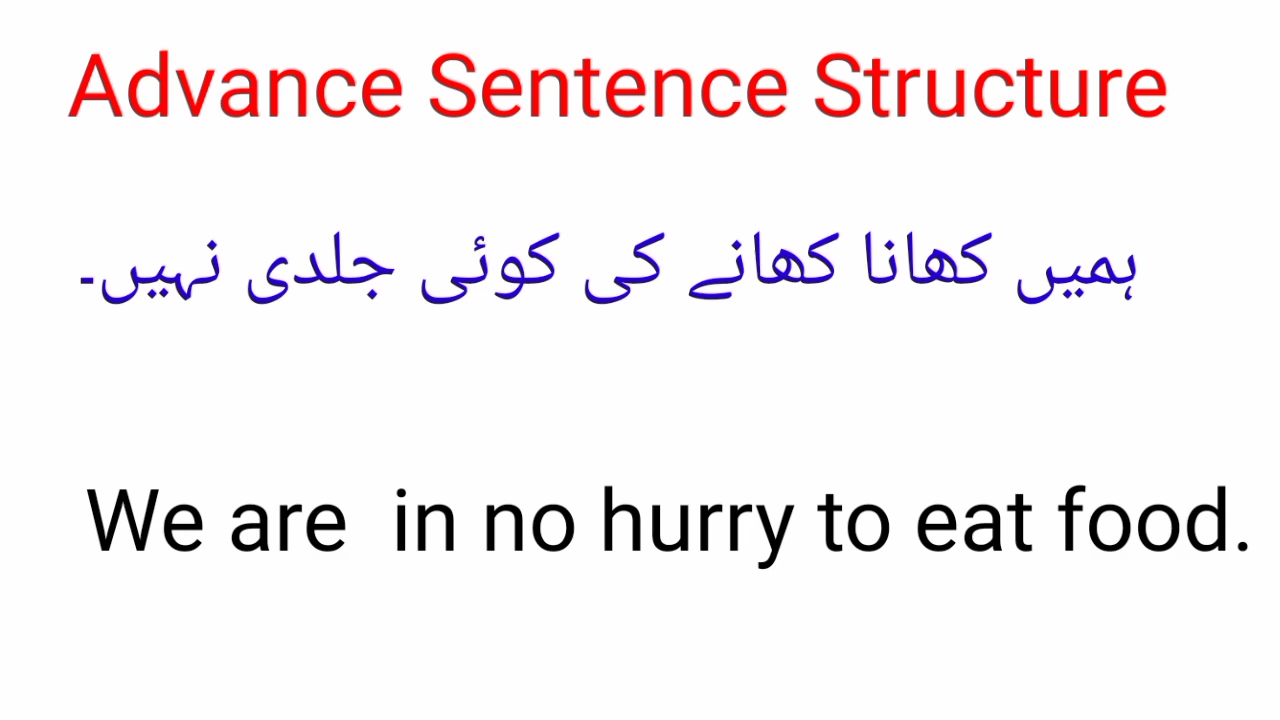 Advance Sentence Structure
ہمیں کھانا کھانے کی کوئی جلدی نہیں۔
We are  in no hurry to eat food.